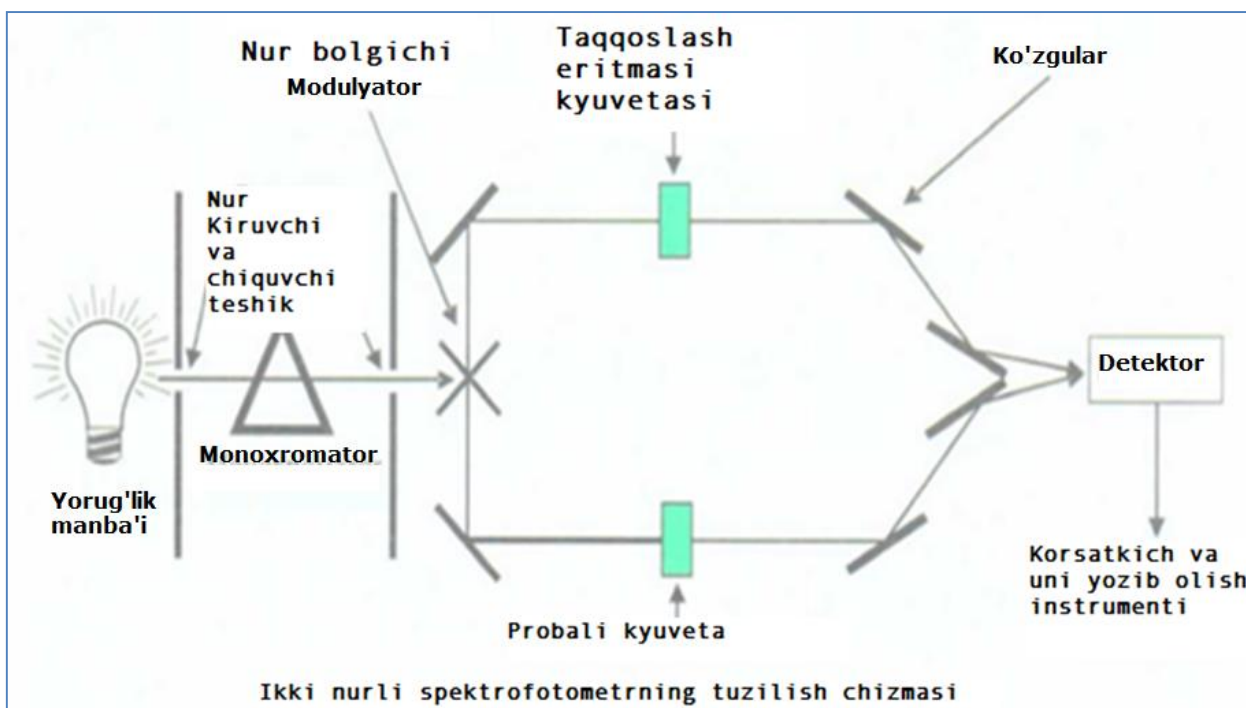 Nur bolgichi
Modulyator
Taqqoslash
eritmasi
kyuvetasi
Ko'zgular
Nur
Kiruvchi
va
chiquvchi
teshik
Detektor
Monoxromator
Yorug'lik
manba'i
Korsatkich va
uni yozib olish
instrumenti
Probali kyuveta
Ikki nurli spektrofotometrning tuzilish chizmasi